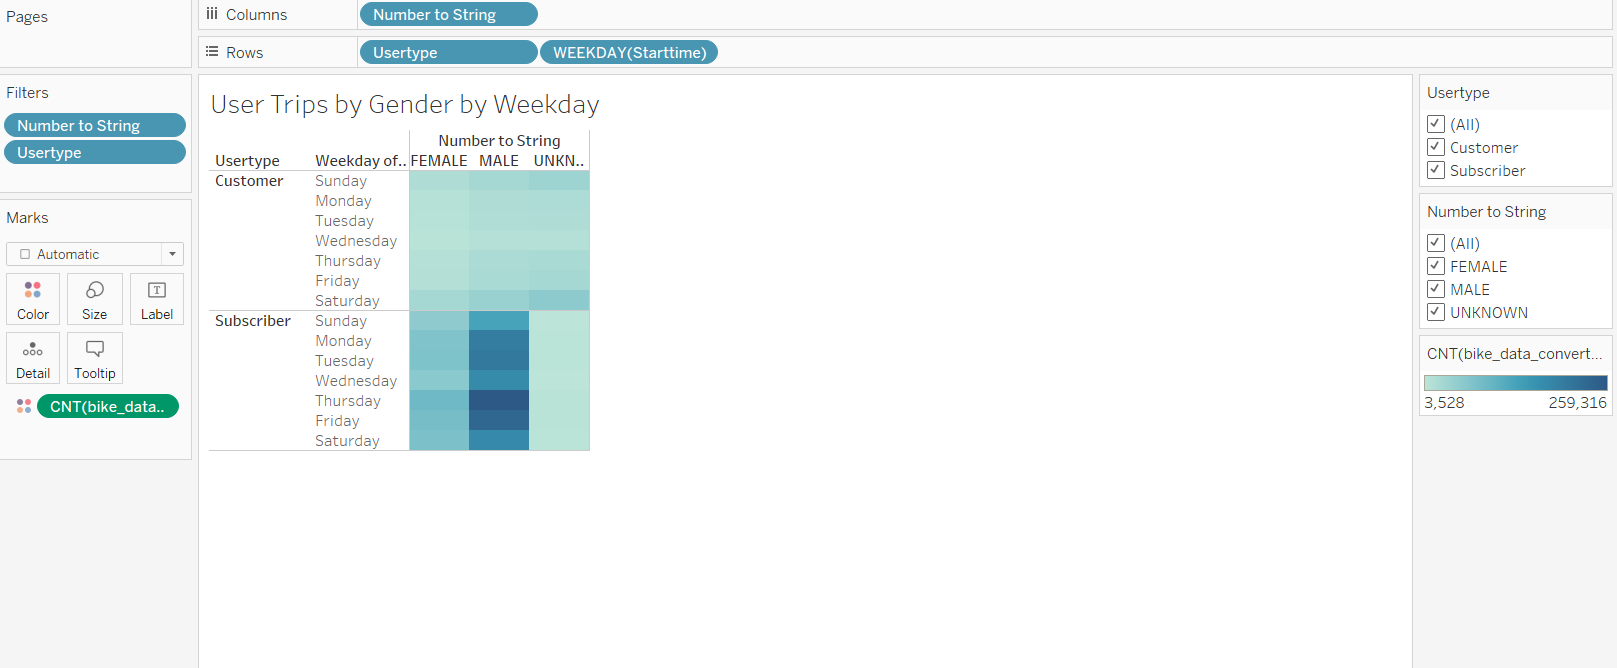 Pages
Columns
Number to String
Rows
Usertype
WEEKDAY(Starttime)
Filters
Number to String
Usertype
Marks
Automatic
Color
Size
Label
Detail
Tooltip
CNT(bike_data..
User Trips by Gender by Weekday
Number to String
Usertype Weekday of.. FEMALE MALE UNKN..
Customer Sunday
Monday
Tuesday
Wednesday
Thursday
Friday
Saturday
Subscriber Sunday
Monday
Tuesday
Wednesday
Thursday
Friday
Saturday
Usertype
(All)
Customer
Subscriber
Number to String
(All)
FEMALE
MALE
UNKNOWN
CNT(bike_data_convert...
3,528 259,316